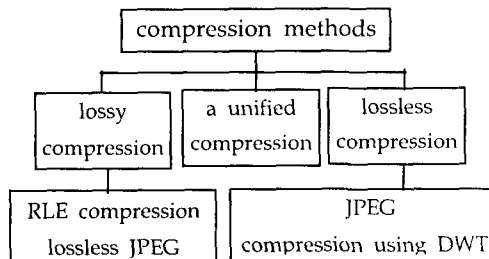 compression methods
lossy
compression
a unified
compression
lossless
compression
RLE compression
lossless JPEG
JPEG
compression using DWT